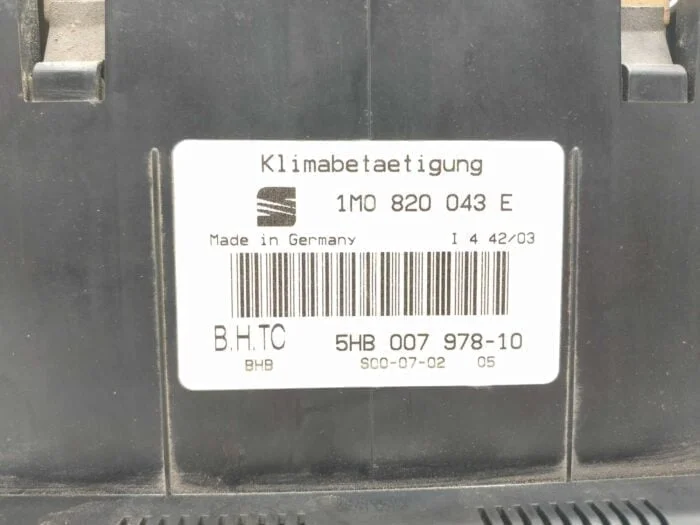 Klimabetaetigung
1M0 820 043 E
Made in Germany I 4 42/03
B.H.TC 5HB 007 978-10
BHB S00-07-02 05